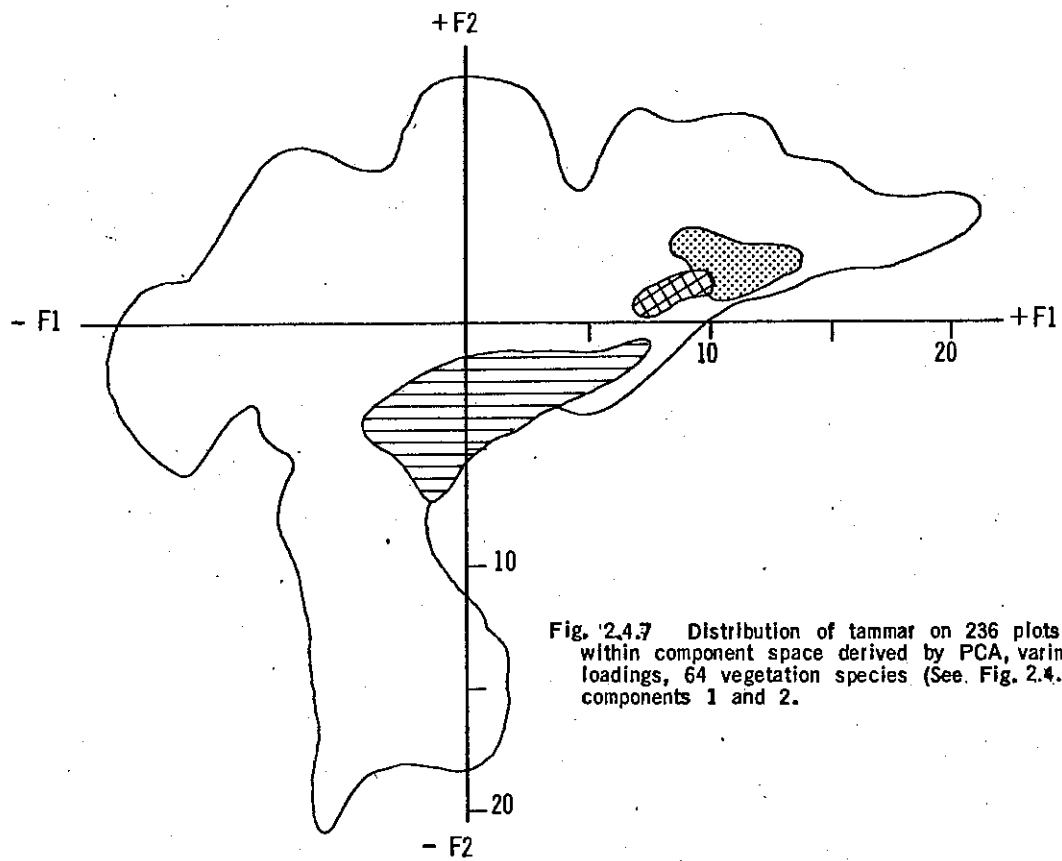 +F2
- F1
+F1
10
20
10
20
- F2
Fig. 2.4.7 Distribution of tammar on 236 plots
within component space derived by PCA, varim
loadings, 64 vegetation species (See. Fig. 2.4.
components 1 and 2.